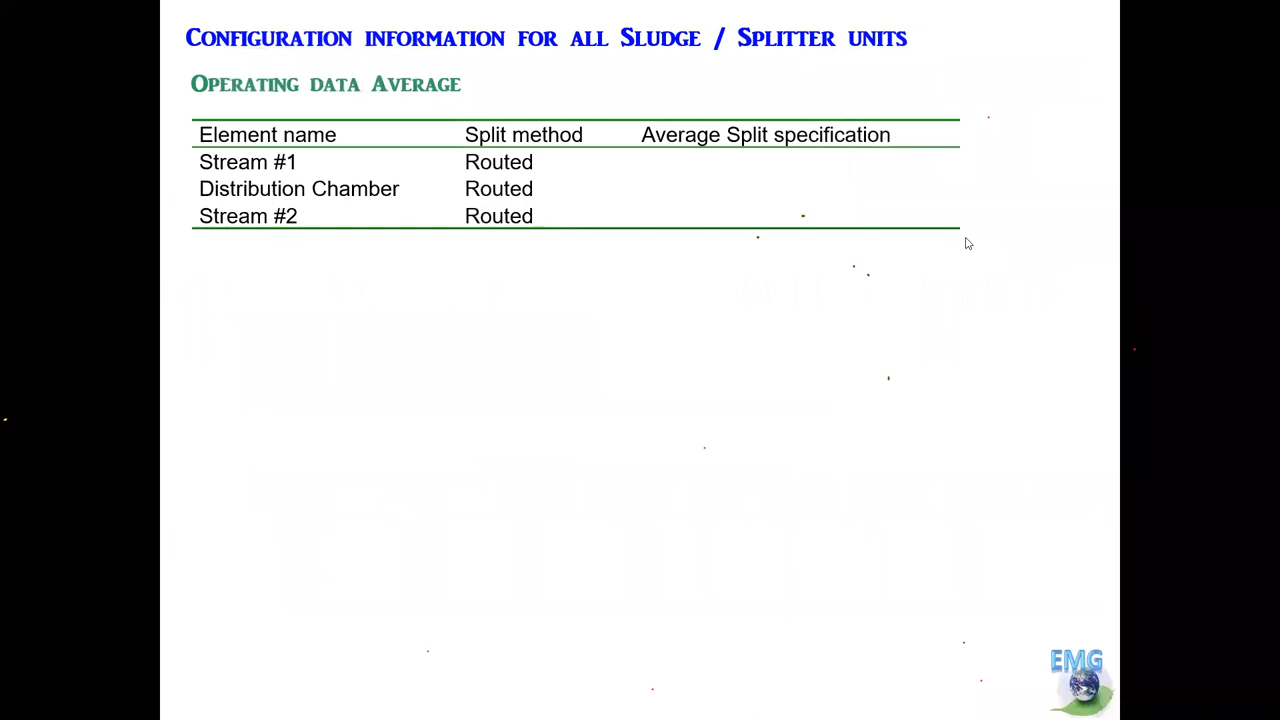 Configuration information for all Sludge / Splitter units
Operating data Average
Element name Split method Average Split specification
Stream #1 Routed
Distribution Chamber Routed
Stream #2 Routed
EMG